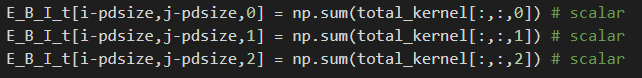 E_B_I_t[i-pdsize,j-pdsize,0] = np.sum(total_kernel[:,:,0]) # scalar
E_B_I_t[i-pdsize,j-pdsize,1] = np.sum(total_kernel[:,:,1]) # scalar
E_B_I_t[i-pdsize,j-pdsize,2] = np.sum(total_kernel[:,:,2]) # scalar